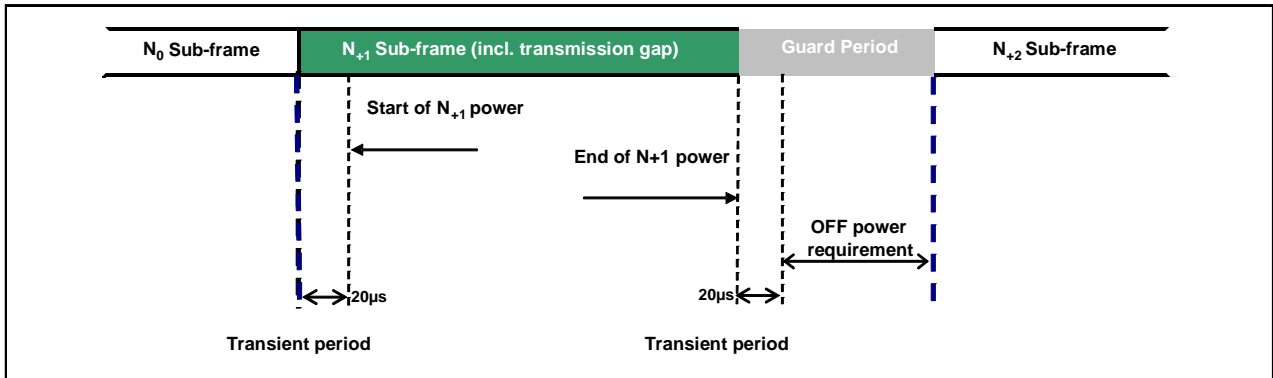 N0 Sub-frame
N+1 Sub-frame (incl. transmission gap)
Guard Period
N+2 Sub-frame
Start of N+1 power
End of N+1 power
OFF power
requirement
20µs
20µs
Transient period
Transient period